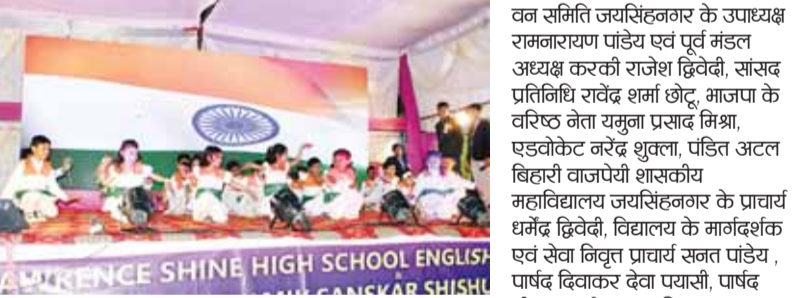 LAWRENCE SHINE HIGH SCHOOL ENGLISH
&
SANSKAR SHISHU
वन समिति जयसिंहनगर के उपाध्यक्ष
रामनारायण पांडेय एवं पूर्व मंडल
अध्यक्ष करकी राजेश द्विवेदी, सांसद
प्रतिनिधि रावेंद्र शर्मा छोटू, भाजपा के
वरिष्ठ नेता यमुना प्रसाद मिश्रा,
एडवोकेट नरेंद्र शुक्ला, पंडित अटल
बिहारी वाजपेयी शासकीय
महाविद्यालय जयसिंहनगर के प्राचार्य
धर्मेंद्र द्विवेदी, विद्यालय के मार्गदर्शक
एवं सेवा निवृत्त प्राचार्य सनत पांडेय ,
पार्षद दिवाकर देवा पयासी, पार्षद